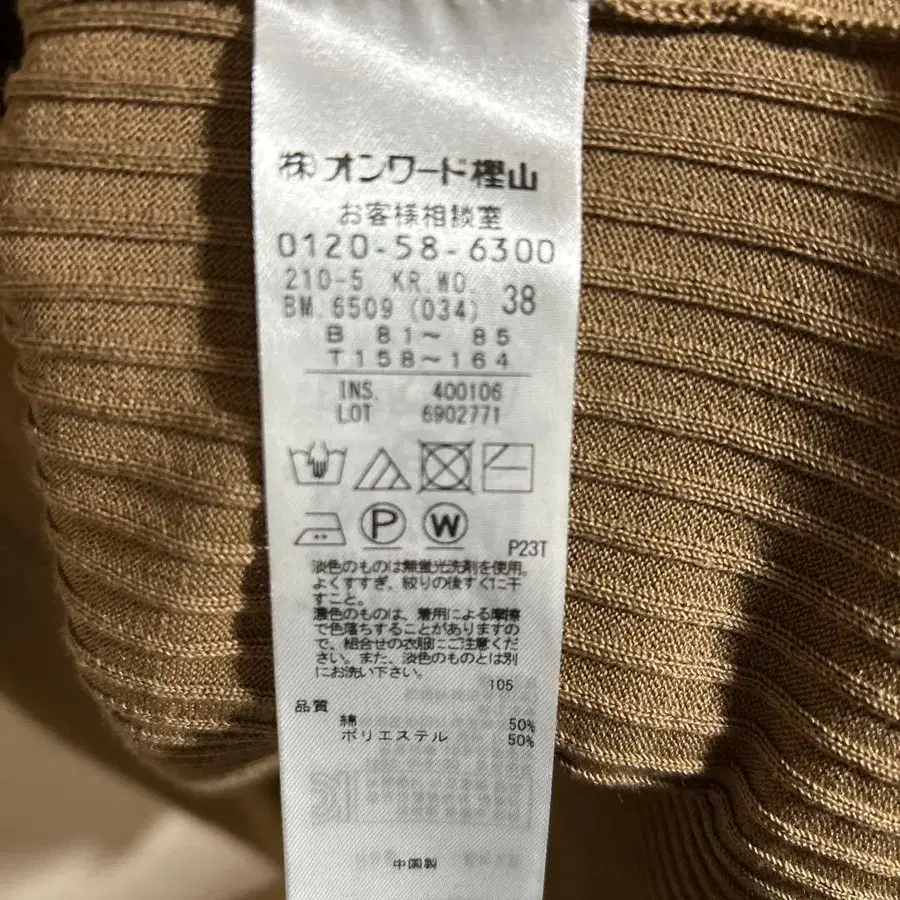 ㈱オンワード樫山
お客様相談室
0120-58-6300
210-5 KR.WO. 38
BM.6509 (034)
B 81～ 85
T158～164
INS. 400106
LOT 6902771
P
W
P23T
淡色のものは無蛍光洗剤を使用。
よくすすぎ、絞りの後すぐに干
すこと。
濃色のものは、着用による摩擦
で色落ちすることがありますの
で、組合せの衣服にご注意くだ
さい。また、淡色のものとは別
にお洗い下さい。
105
品質
綿 50%
ポリエステル 50%
中国製